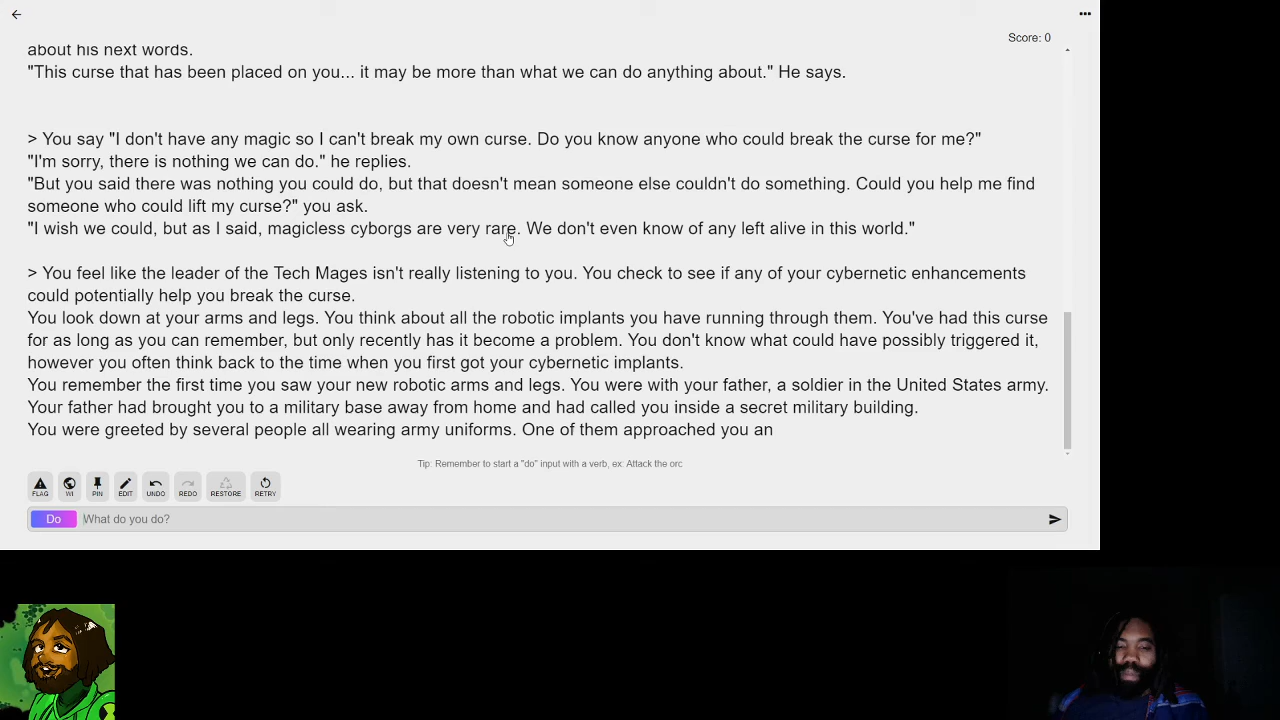 Score: 0
about his next words.
"This curse that has been placed on you... it may be more than what we can do anything about." He says.
> You say "I don't have any magic so I can't break my own curse. Do you know anyone who could break the curse for me?"
"I'm sorry, there is nothing we can do." he replies.
"But you said there was nothing you could do, but that doesn't mean someone else couldn't do something. Could you help me find
someone who could lift my curse?" you ask.
"I wish we could, but as I said, magicless cyborgs are very rare. We don't even know of any left alive in this world."
> You feel like the leader of the Tech Mages isn't really listening to you. You check to see if any of your cybernetic enhancements
could potentially help you break the curse.
You look down at your arms and legs. You think about all the robotic implants you have running through them. You've had this curse
for as long as you can remember, but only recently has it become a problem. You don't know what could have possibly triggered it,
however you often think back to the time when you first got your cybernetic implants.
You remember the first time you saw your new robotic arms and legs. You were with your father, a soldier in the United States army.
Your father had brought you to a military base away from home and had called you inside a secret military building.
You were greeted by several people all wearing army uniforms. One of them approached you an
Tip: Remember to start a "do" input with a verb, ex: Attack the orc
FLAG WI PIN EDIT UNDO REDO RESTORE RETRY
Do What do you do?